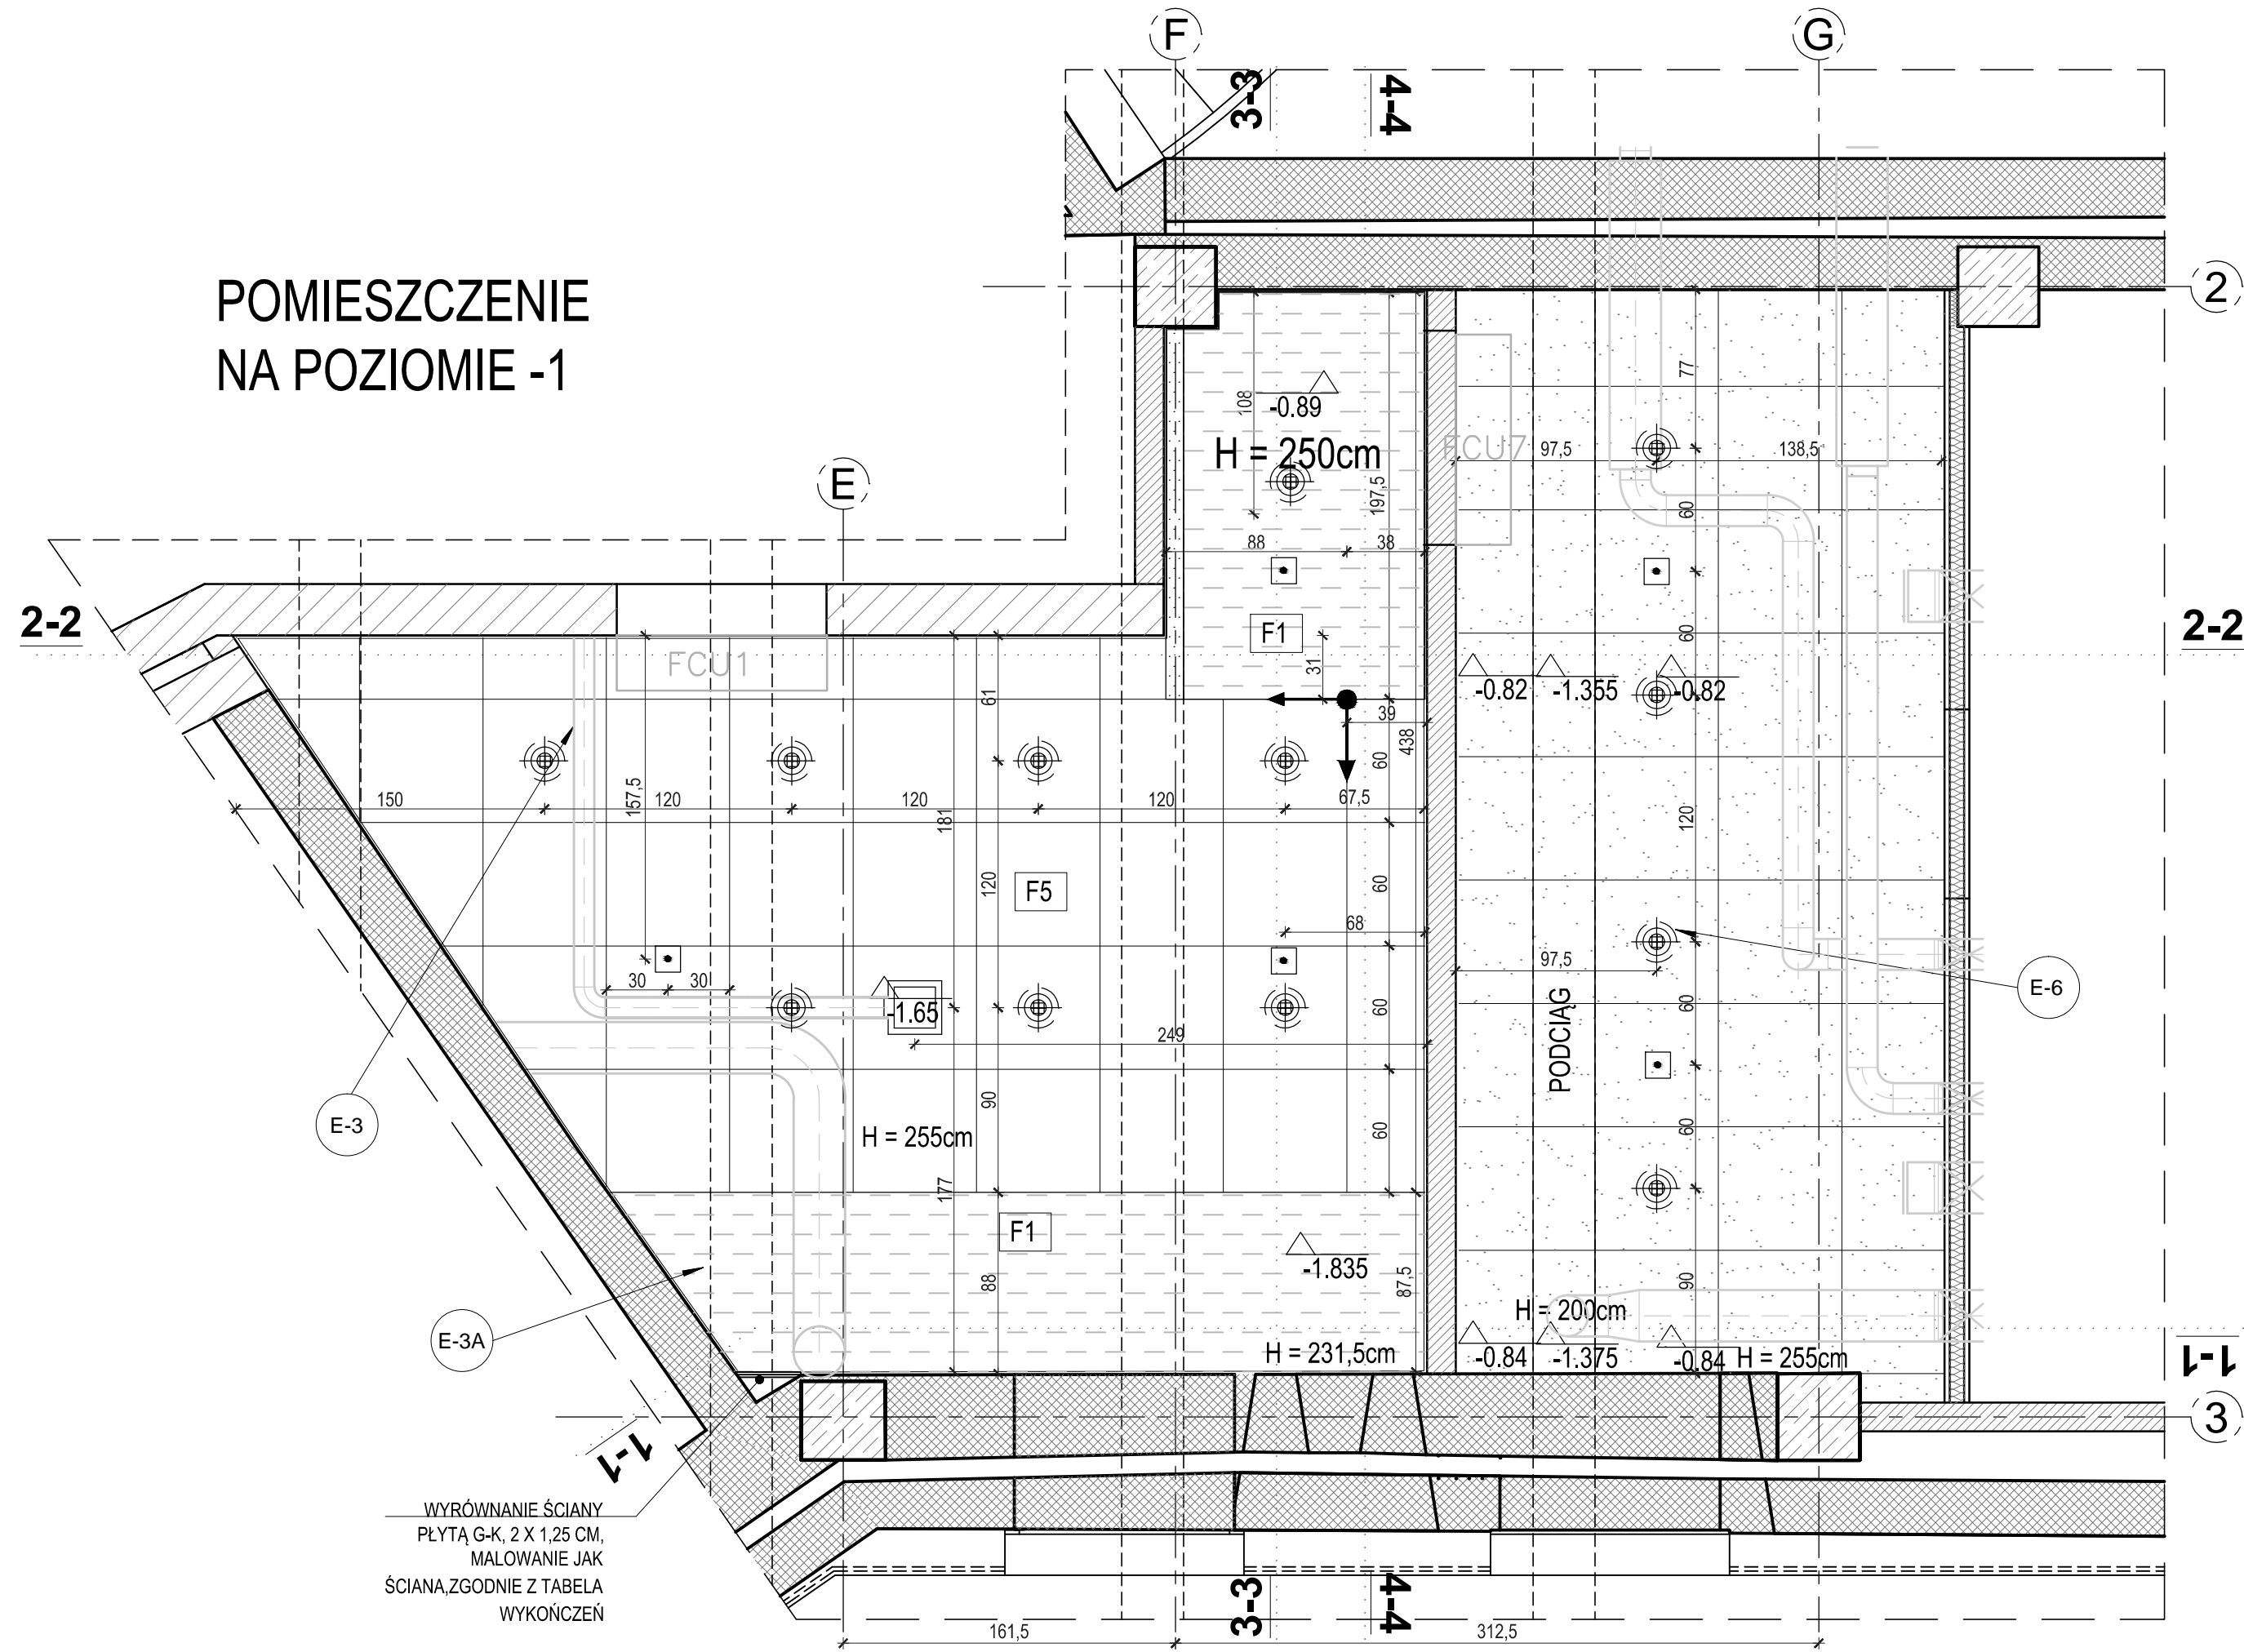 F
G
3-3
4-4
POMIESZCZENIE
NA POZIOMIE -1
2
E
108
-0.89
H = 250cm
197,5
88
38
F1
31
FCU7
97,5
138,5
77
60
60
2-2
2-2
FCU1
61
-0.82
-1.355
-0.82
39
438
60
150
120
120
120
67,5
157,5
181
120
120
F5
60
68
30
30
-1.65
249
60
97,5
60
PODCIĄG
E-6
E-3
90
H = 255cm
60
60
177
F1
-1.835
88
87,5
90
E-3A
H = 231,5cm
H = 200cm
-0.84
-1.375
-0.84
H = 255cm
1-1
3
1-1
WYRÓWNANIE ŚCIANY
PŁYTĄ G-K, 2 X 1,25 CM,
MALOWANIE JAK
ŚCIANA,ZGODNIE Z TABELA
WYKOŃCZEŃ
3-3
4-4
161,5
312,5